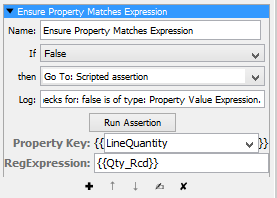 Ensure Property Matches Expression
Name: Ensure Property Matches Expression
If False
then Go To: Scripted assertion
Log: ecks for: false is of type: Property Value Expression.
Run Assertion
Property Key: {{LineQuantity}}
RegExpression: {{Qty_Rcd}}